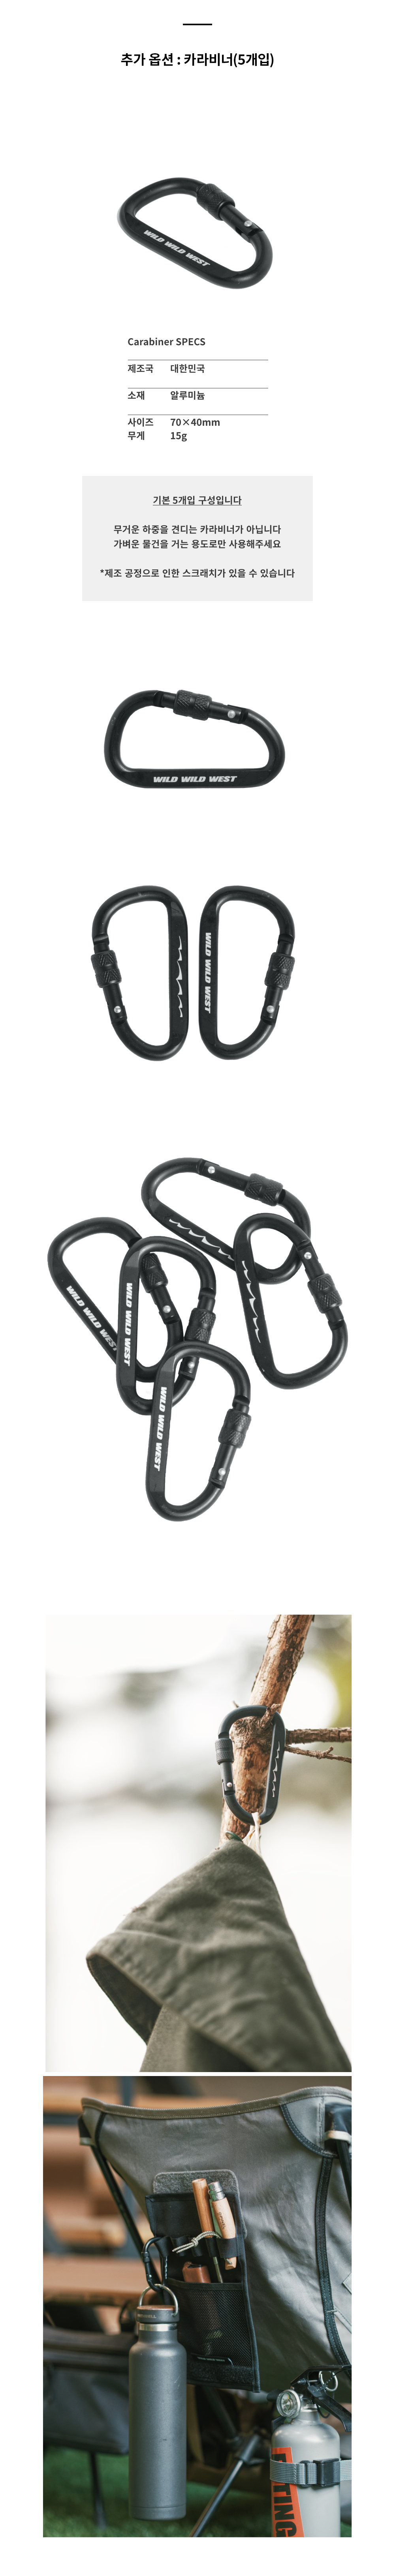 추가 옵션 : 카라비너(5개입)
WILD WILD WEST
Carabiner SPECS
제조국 대한민국
소재 알루미늄
사이즈 70×40mm
무게 15g
기본 5개입 구성입니다
무거운 하중을 견디는 카라비너가 아닙니다
가벼운 물건을 거는 용도로만 사용해주세요
*제조 공정으로 인한 스크래치가 있을 수 있습니다
WILD WILD WEST
WILD WILD WEST
WILD WILD WEST
WILD WILD WEST
WILD WILD WEST
TING